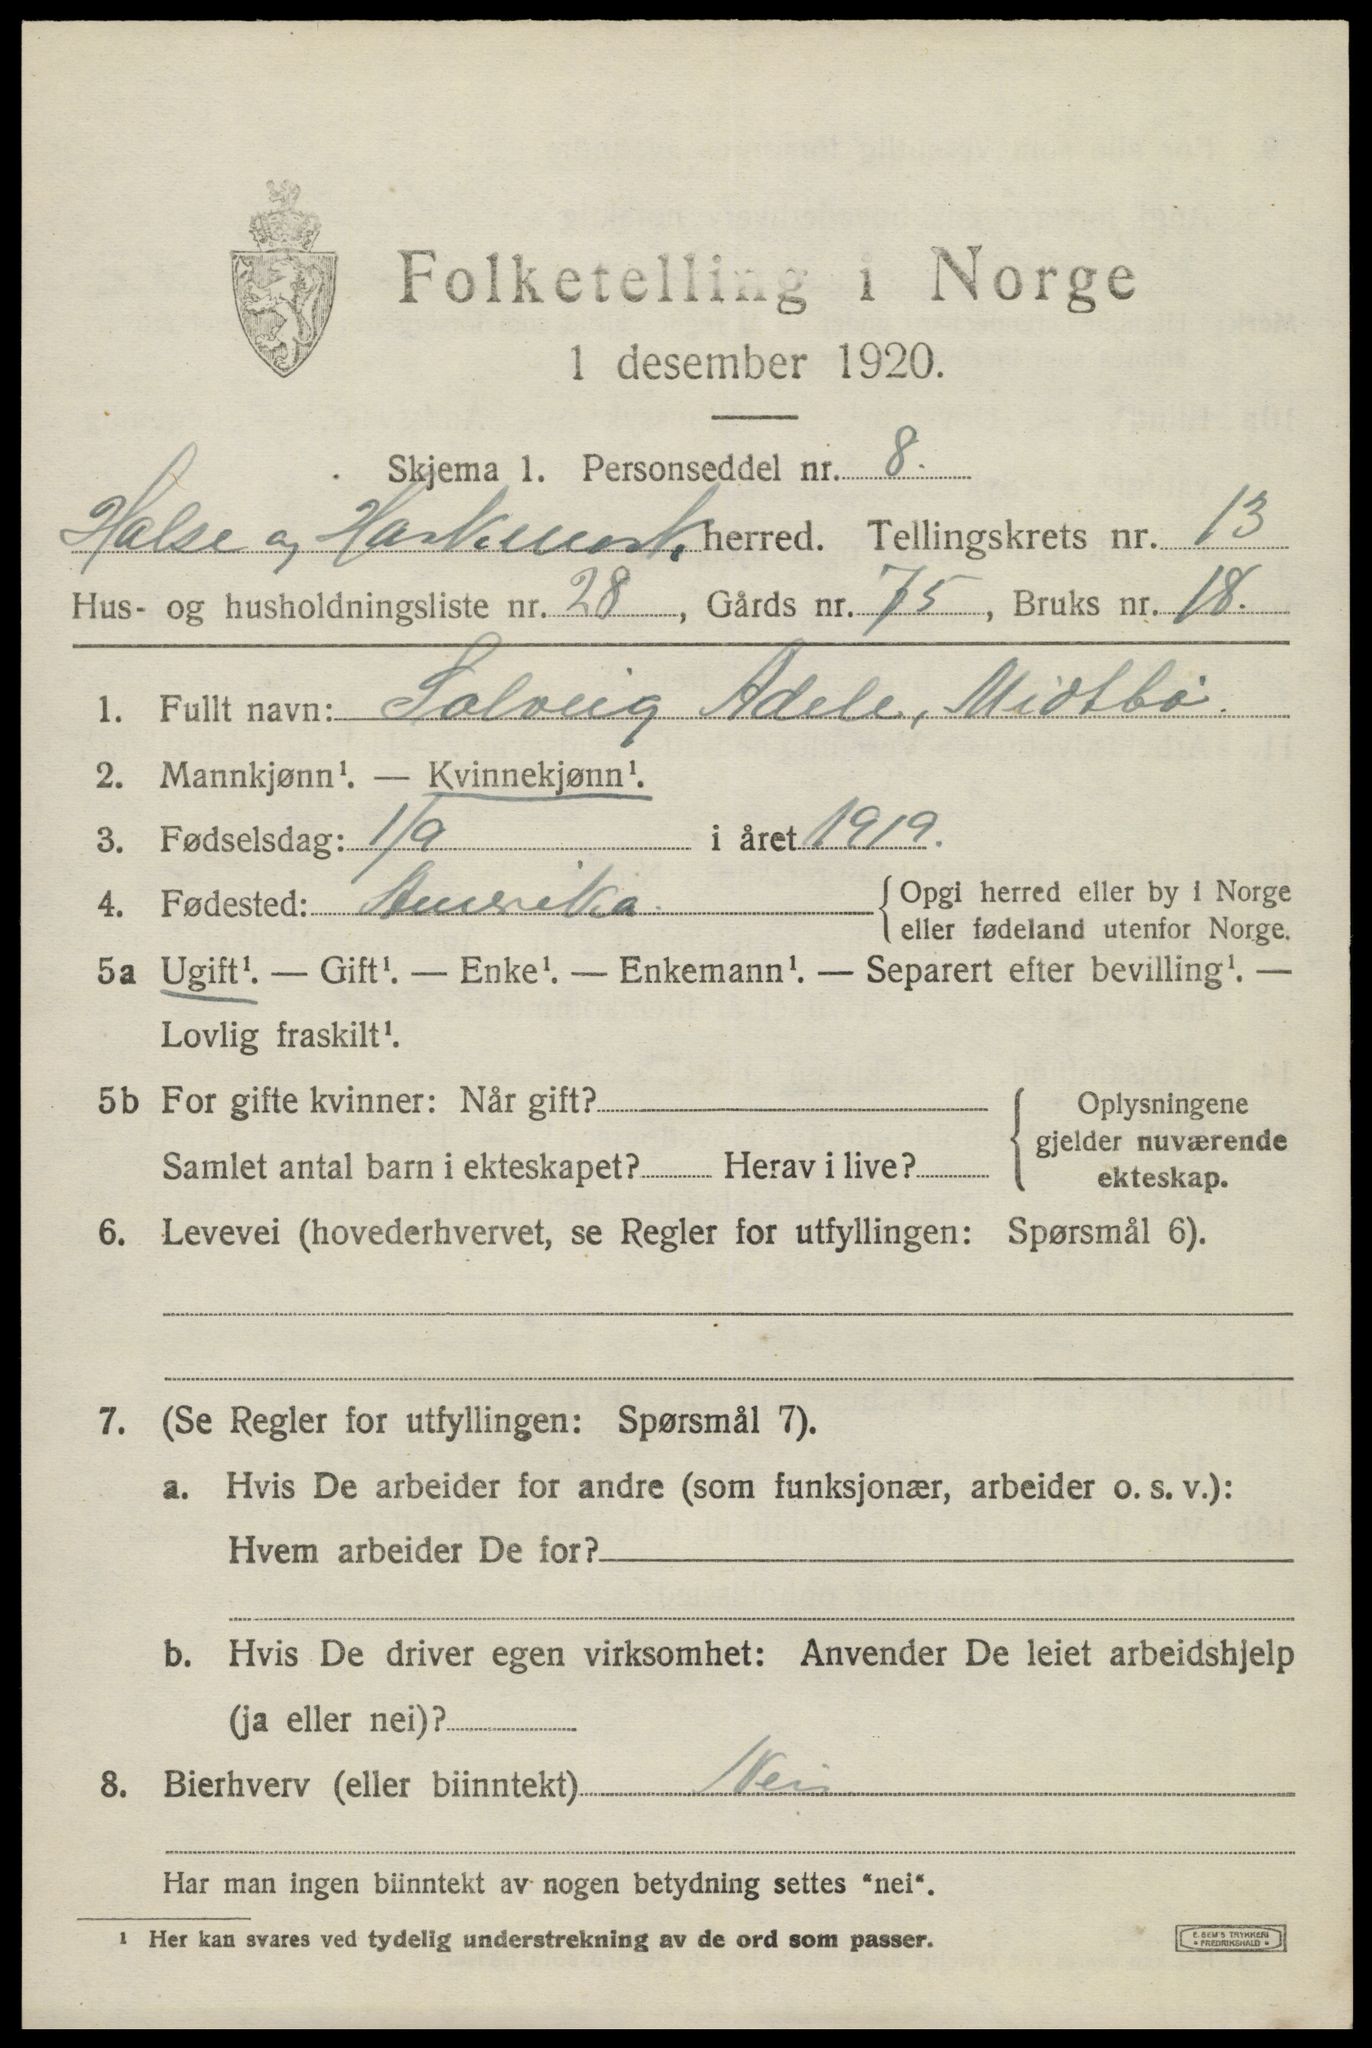 Folketelling i Norge
1 desember 1920.
Skjema 1. Personseddel nr. 8.
Halse og Harkmark herred. Tellingskrets nr. 13
Hus- og husholdningsliste nr. 28, Gårds nr. 75, Bruks nr. 18.
1. Fullt navn: Solveig Adele, Midtbö.
2. Mannkjønn¹. — Kvinnekjønn¹.
3. Fødselsdag: 1/9 i året 1919.
4. Fødested: Amerika. {Opgi herred eller by i Norge
eller fødeland utenfor Norge.
5a Ugift¹. — Gift¹. — Enke¹. — Enkemann¹. — Separert efter bevilling¹. —
Lovlig fraskilt¹.
5b For gifte kvinner: Når gift? { Oplysningene
gjelder nuværende
Samlet antal barn i ekteskapet? Herav i live? ekteskap.
6. Levevei (hovederhvervet, se Regler for utfyllingen: Spørsmål 6).
7. (Se Regler for utfyllingen: Spørsmål 7).
a. Hvis De arbeider for andre (som funksjonær, arbeider o. s. v.):
Hvem arbeider De for?
b. Hvis De driver egen virksomhet: Anvender De leiet arbeidshjelp
(ja eller nei)?
8. Bierhverv (eller biinntekt) Nei
Har man ingen biinntekt av nogen betydning settes "nei".
¹ Her kan svares ved tydelig understrekning av de ord som passer.
E. SEM'S TRYKKERI
• FREDRIKSHALD •